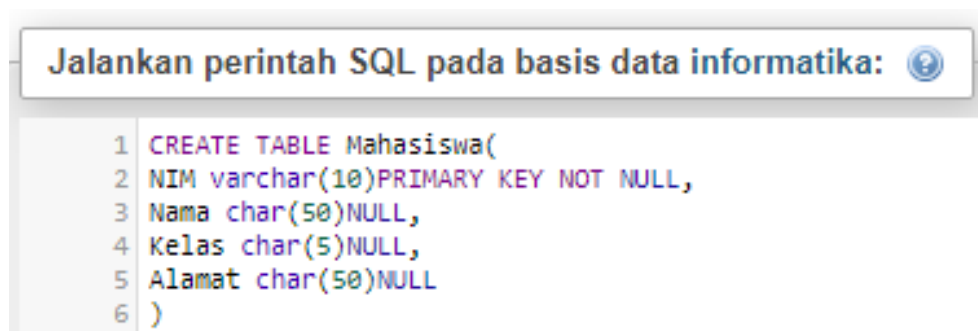 Jalankan perintah SQL pada basis data informatika:
1 CREATE TABLE Mahasiswa(
2 NIM varchar(10)PRIMARY KEY NOT NULL,
3 Nama char(50)NULL,
4 Kelas char(5)NULL,
5 Alamat char(50)NULL
6 )